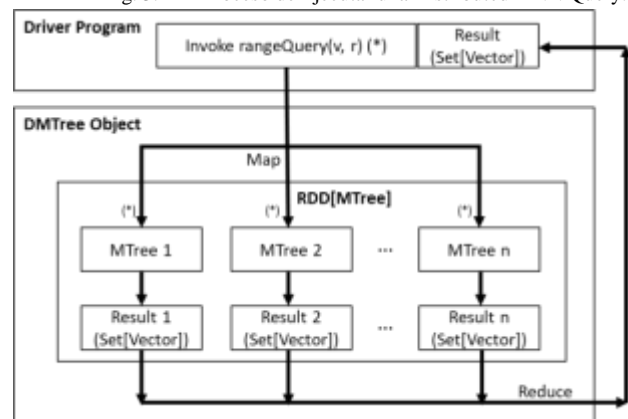 Driver Program
Invoke rangeQuery(v, r) (*)
Result
(Set[Vector])
DMTree Object
Map
RDD[MTree]
(*)
(*)
(*)
MTree 1
MTree 2
...
MTree n
Result 1
(Set[Vector])
Result 2
(Set[Vector])
...
Result n
(Set[Vector])
Reduce